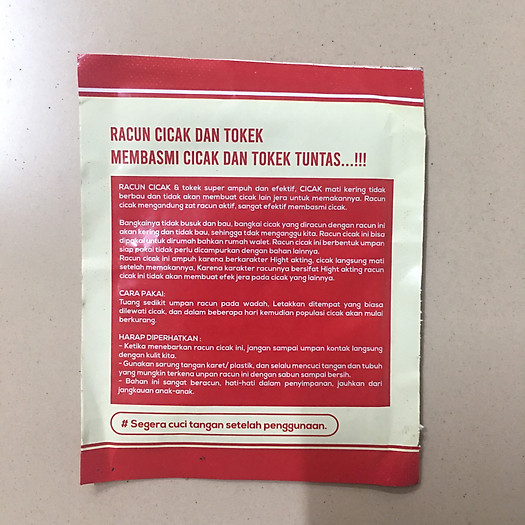 RACUN CICAK DAN TOKEK
MEMBASMI CICAK DAN TOKEK TUNTAS...!!!
RACUN CICAK & tokek super ampuh dan efektif, CICAK mati kering tidak
berbau dan tidak akan membuat cicak lain jera untuk memakannya. Racun
cicak mengandung zat racun aktif, sangat efektif membasmi cicak.
Bangkainya tidak busuk dan bau, bangkai cicak yang diracun dengan racun ini
akan kering dan tidak bau, sehingga tdak menganggu kita. Racun cicak ini bisa
dipakai untuk dirumah bahkan rumah walet. Racun cicak ini berbentuk umpan
siap pakai tidak perlu dicampurkan dengan bahan lainnya.
Racun cicak ini ampuh karena berkarakter Hight akting. cicak langsung mati
setelah memakannya, Karena karakter racunnya bersifat Hight akting racun
cicak ini tidak akan membuat efek jera pada cicak yang lainnya.
CARA PAKAI:
Tuang sedikit umpan racun pada wadah, Letakkan ditempat yang biasa
dilewati cicak, dan dalam beberapa hari kemudian populasi cicak akan mulai
berkurang
HARAP DIPERHATKAN :
- Ketika menebarkan racun cicak ini, jangan sampai umpan kontak langsung
dengan kulit kita.
- Gunakan sarung tangan karet/ plastik, dan selalu mencuci tangan dan tubuh
yang mungkin terkena unpan racun ini dengan sabun sampai bersih.
- Bahan ini sangat beracun, hati-hati dalam penyimpanan, jauhkan dari
jangkauan anak-anak.
# Segera cuci tangan setelah penggunaan.